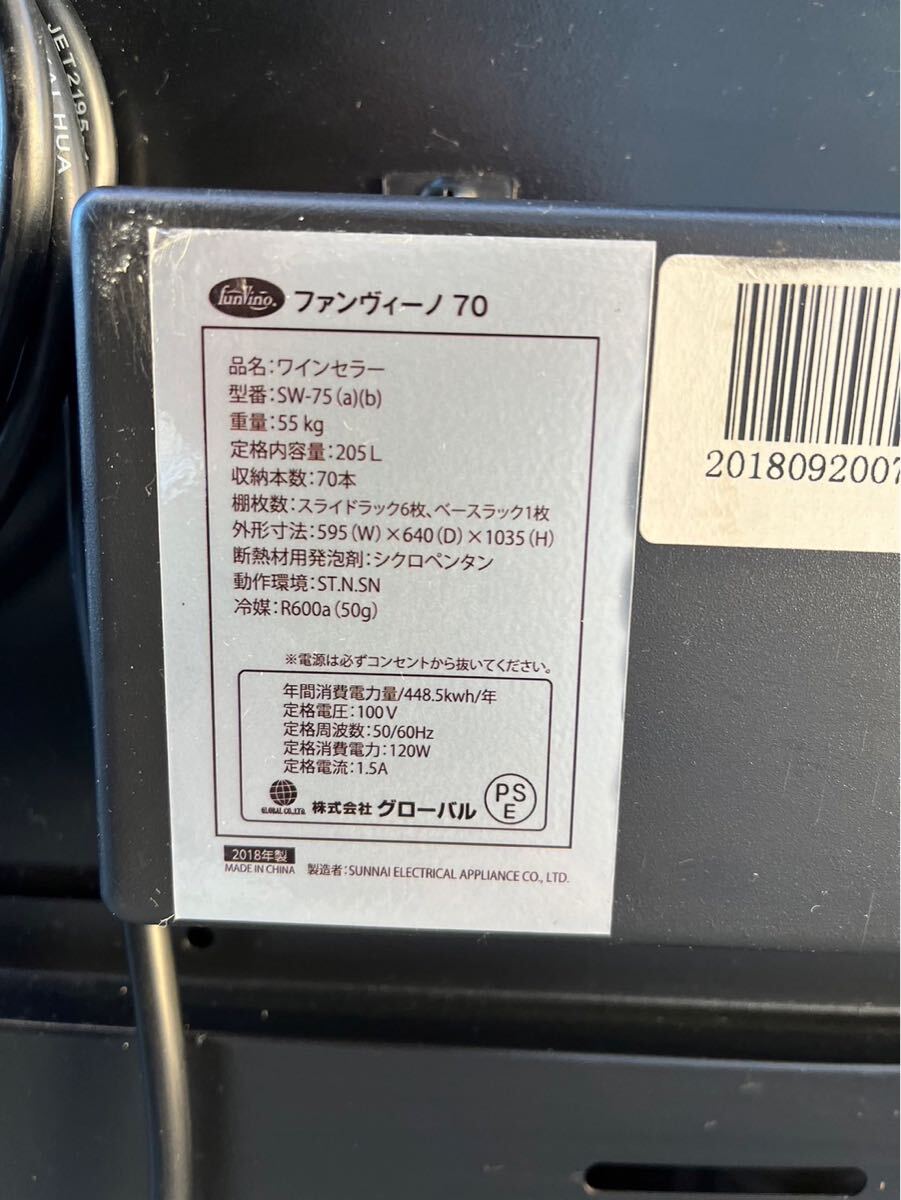 JET2195
KAI HUA
funVino. ファンヴィーノ 70
品名:ワインセラー
型番:SW-75(a)(b)
重量:55 kg
定格内容量:205L
収納本数:70本
棚枚数:スライドラック6枚、ベースラック1枚
外形寸法:595(W)×640(D)×1035(H)
断熱材用発泡剤:シクロペンタン
動作環境:ST.N.SN
冷媒:R600a(50g)
※電源は必ずコンセントから抜いてください。
年間消費電力量/448.5kwh/年
定格電圧:100V
定格周波数:50/60Hz
定格消費電力:120W
定格電流:1.5A
GLOBAL CO.,LTD. 株式会社 グローバル PS E
2018年製
MADE IN CHINA 製造者:SUNNAI ELECTRICAL APPLIANCE CO., LTD.
2018092007